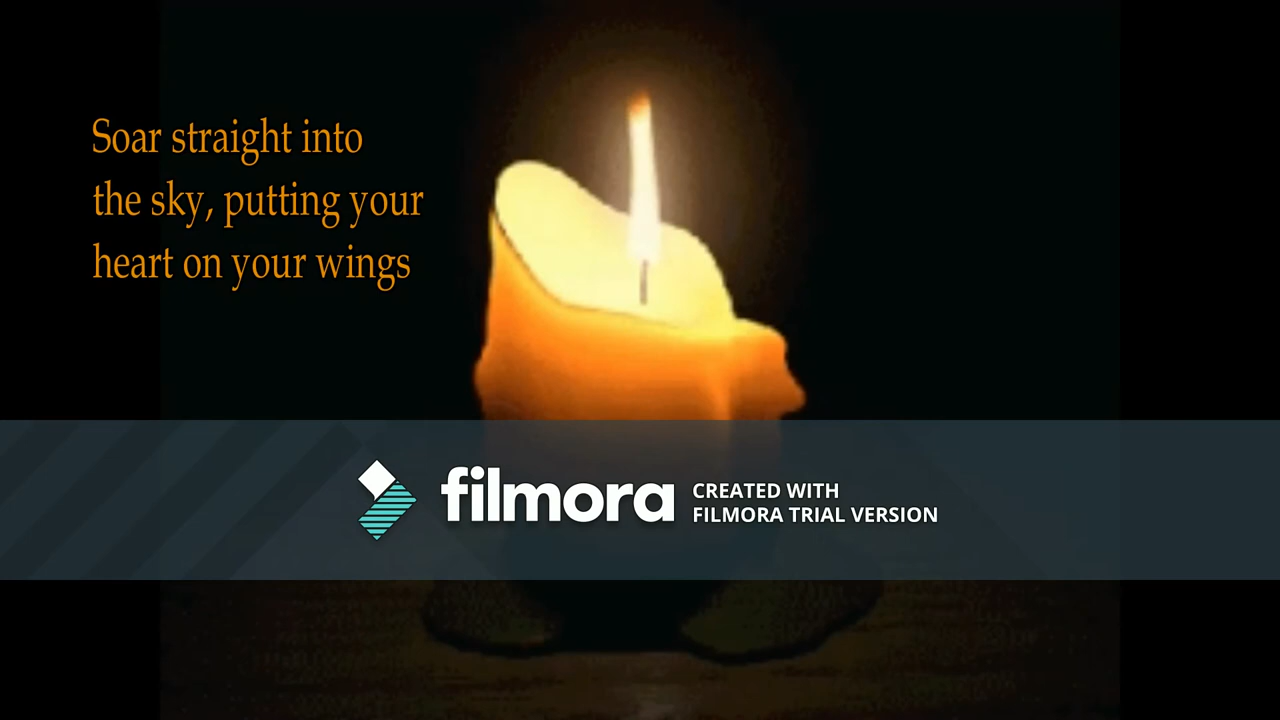 Soar straight into
the sky, putting your
heart on your wings
filmora
CREATED WITH
FILMORA TRIAL VERSION